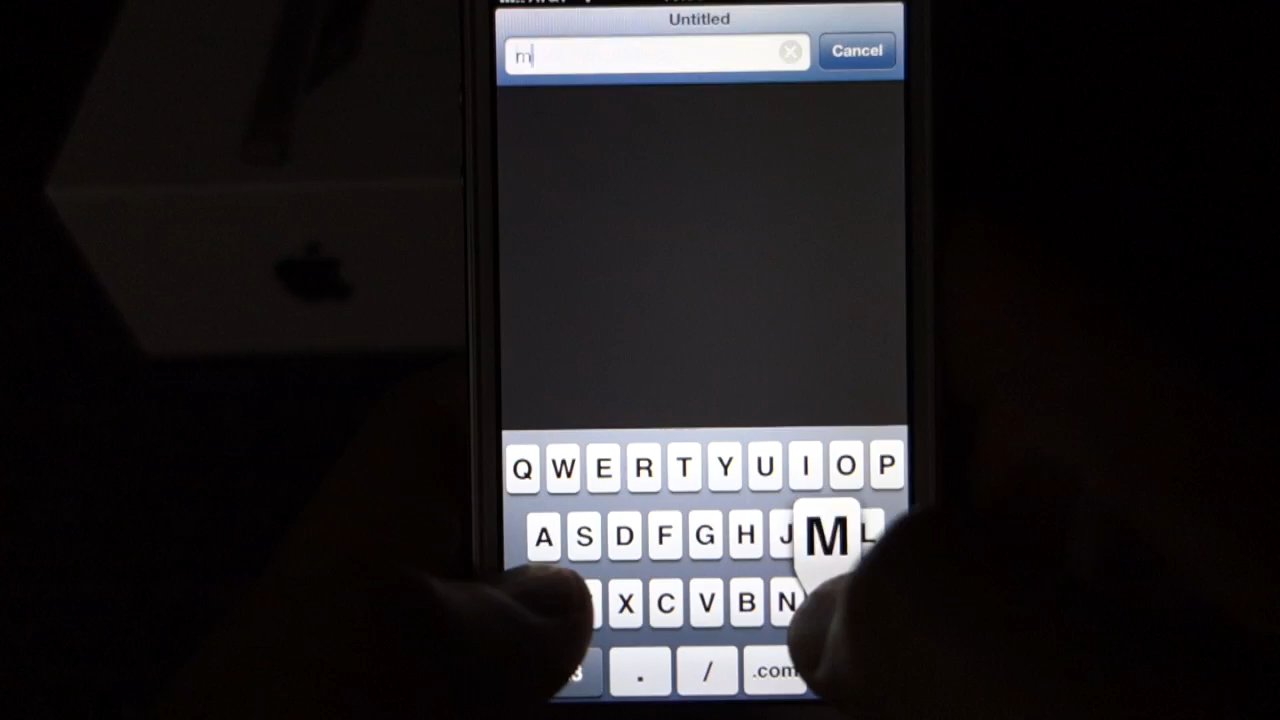 Untitled
m
Cancel
Q W E R T Y U I O P
A S D F G H J M L
X C V B N
. / .com